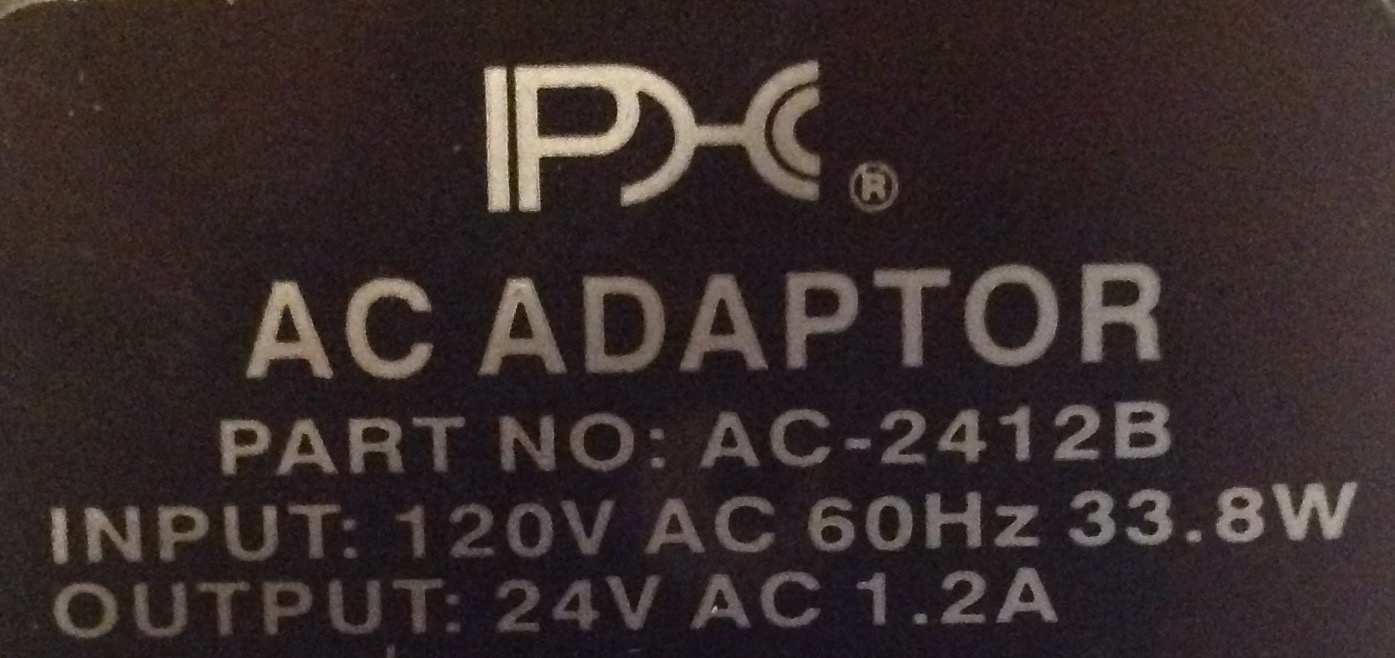 ®
AC ADAPTOR
PART NO: AC-2412B
INPUT: 120V AC 60Hz 33.8W
OUTPUT: 24V AC 1.2A